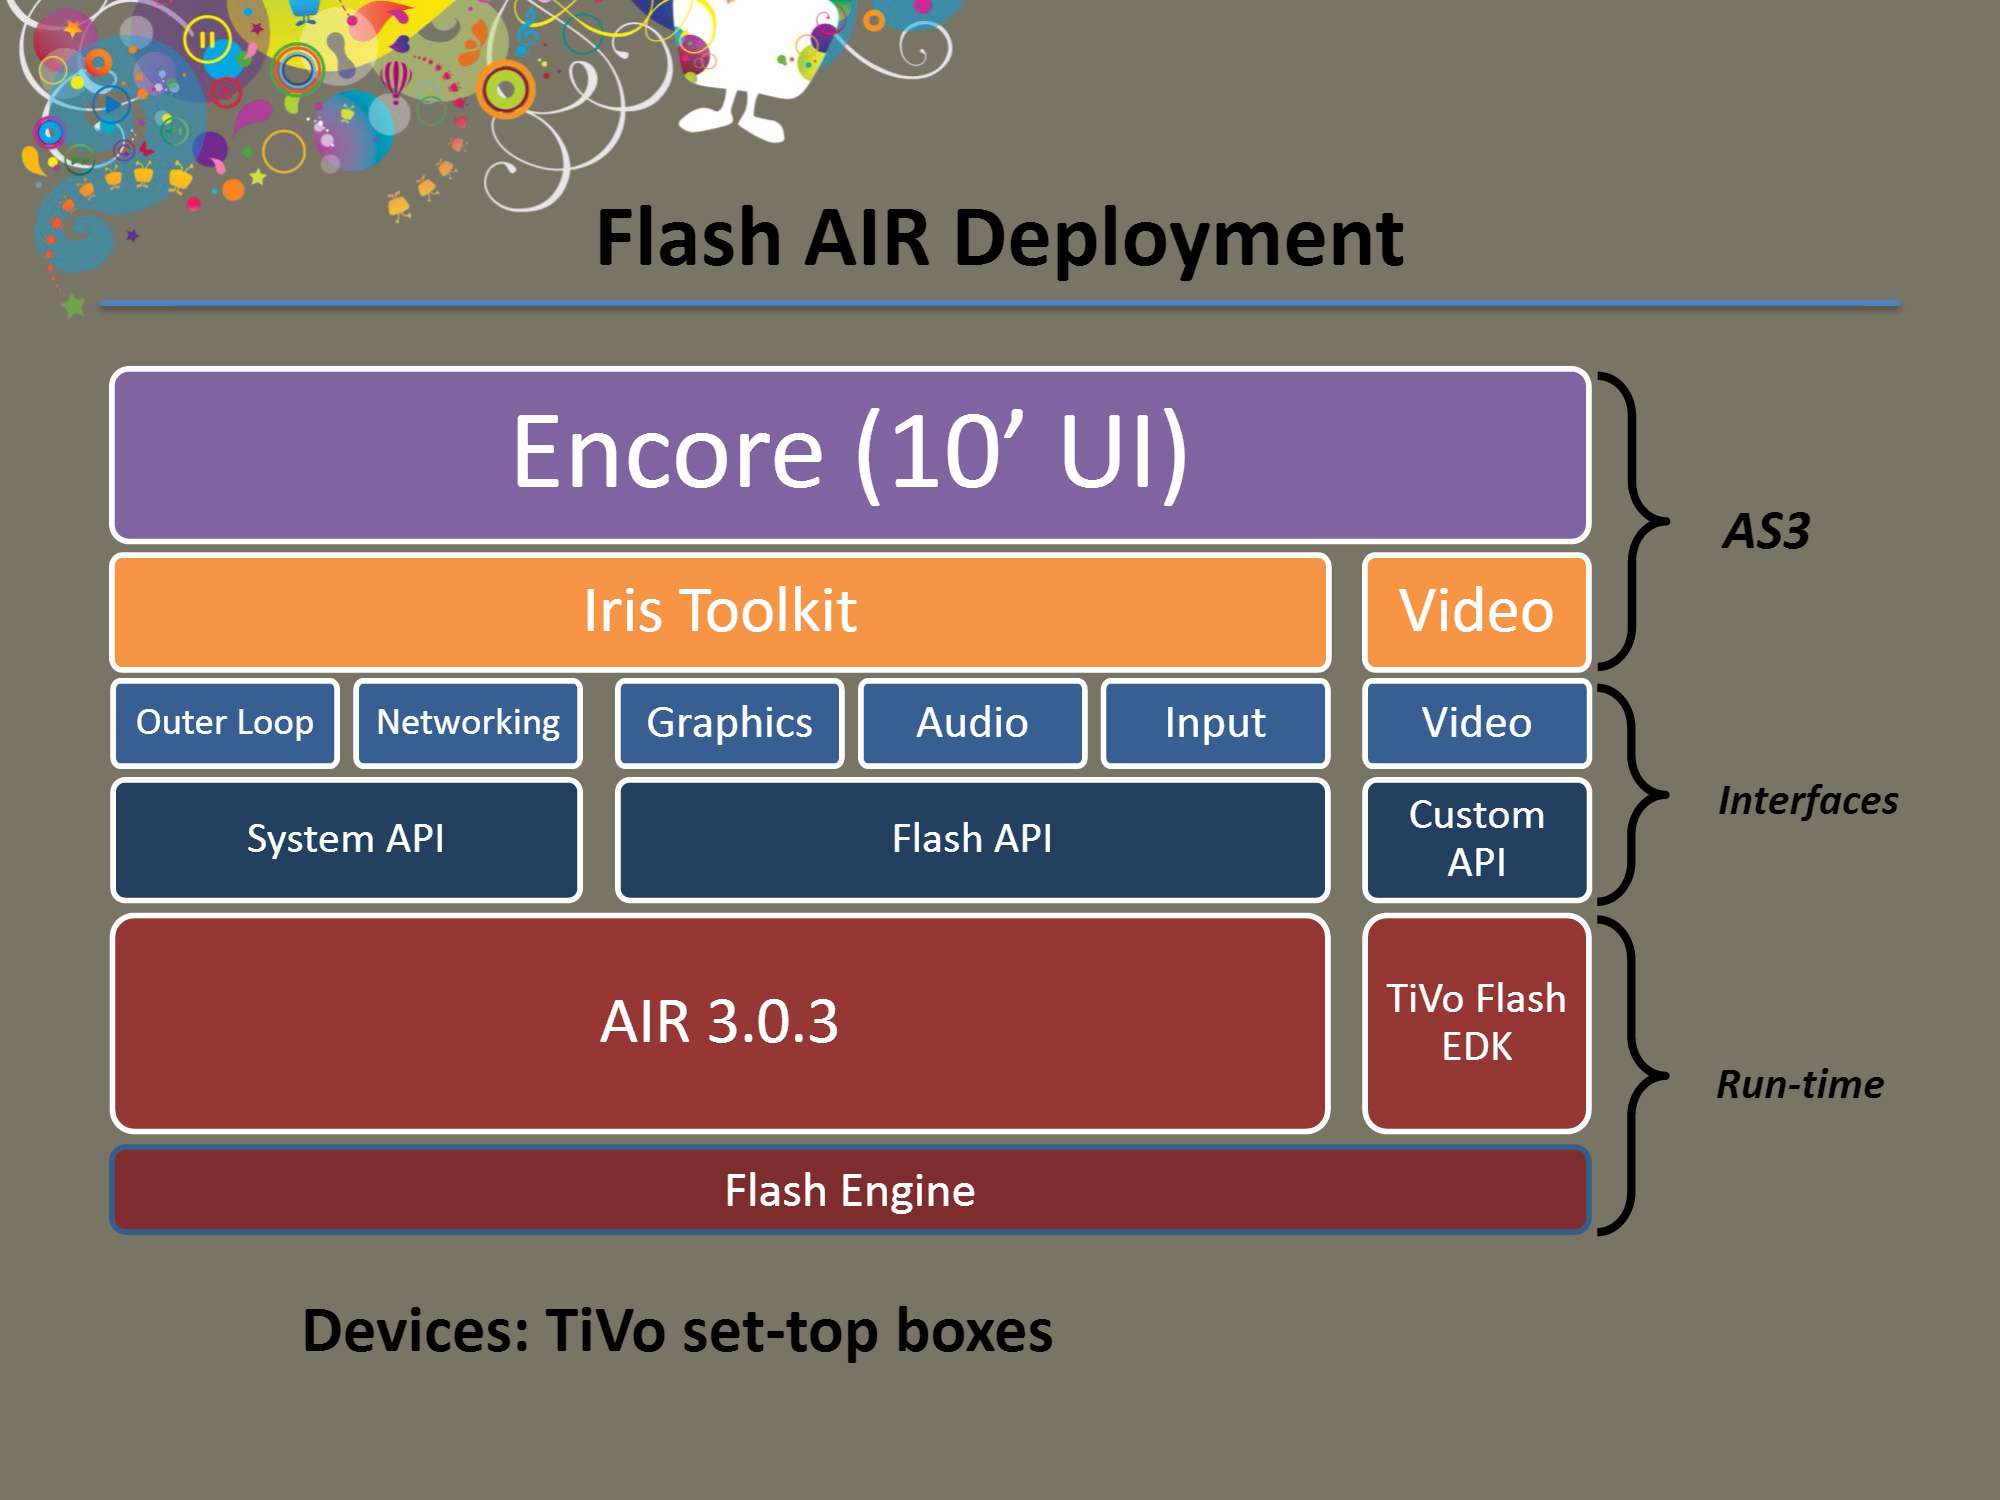 Flash AIR Deployment
Encore (10’ UI)
AS3
Iris Toolkit
Video
Outer Loop
Networking
Graphics
Audio
Input
Video
Interfaces
System API
Flash API
Custom
API
AIR 3.0.3
TiVo Flash
EDK
Run-time
Flash Engine
Devices: TiVo set-top boxes